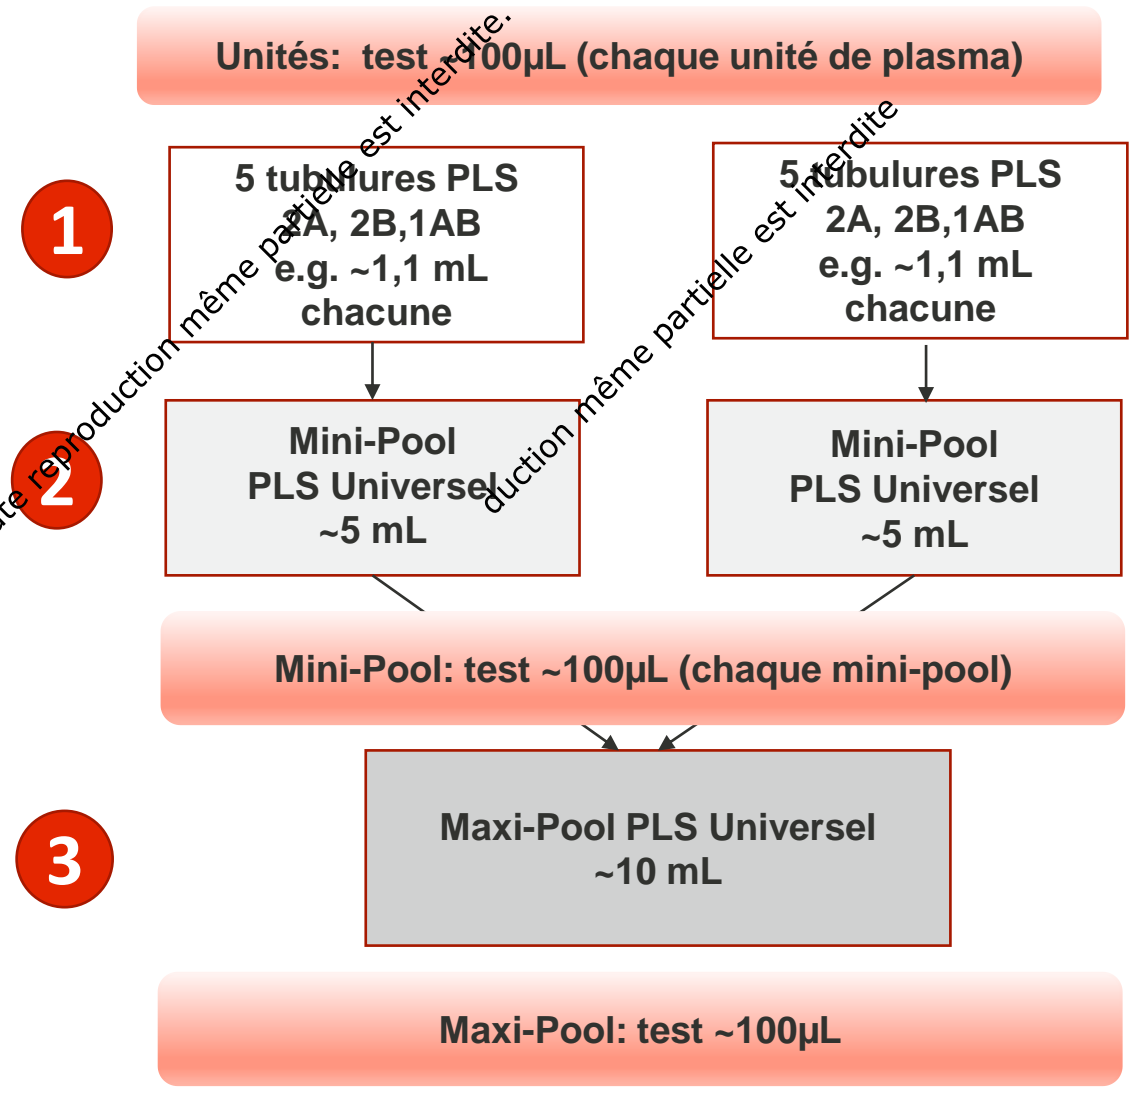 Unités:  test ~100µL (chaque unité de plasma)
1
5 tubulures PLS
2A, 2B,1AB
e.g. ~1,1 mL
chacune
5 tubulures PLS
2A, 2B,1AB
e.g. ~1,1 mL
chacune
2
Mini-Pool
PLS Universel
~5 mL
Mini-Pool
PLS Universel
~5 mL
Mini-Pool: test ~100µL (chaque mini-pool)
3
Maxi-Pool PLS Universel
~10 mL
Maxi-Pool: test ~100µL
reproduction même partielle est interdite.
duction même partielle est interdite